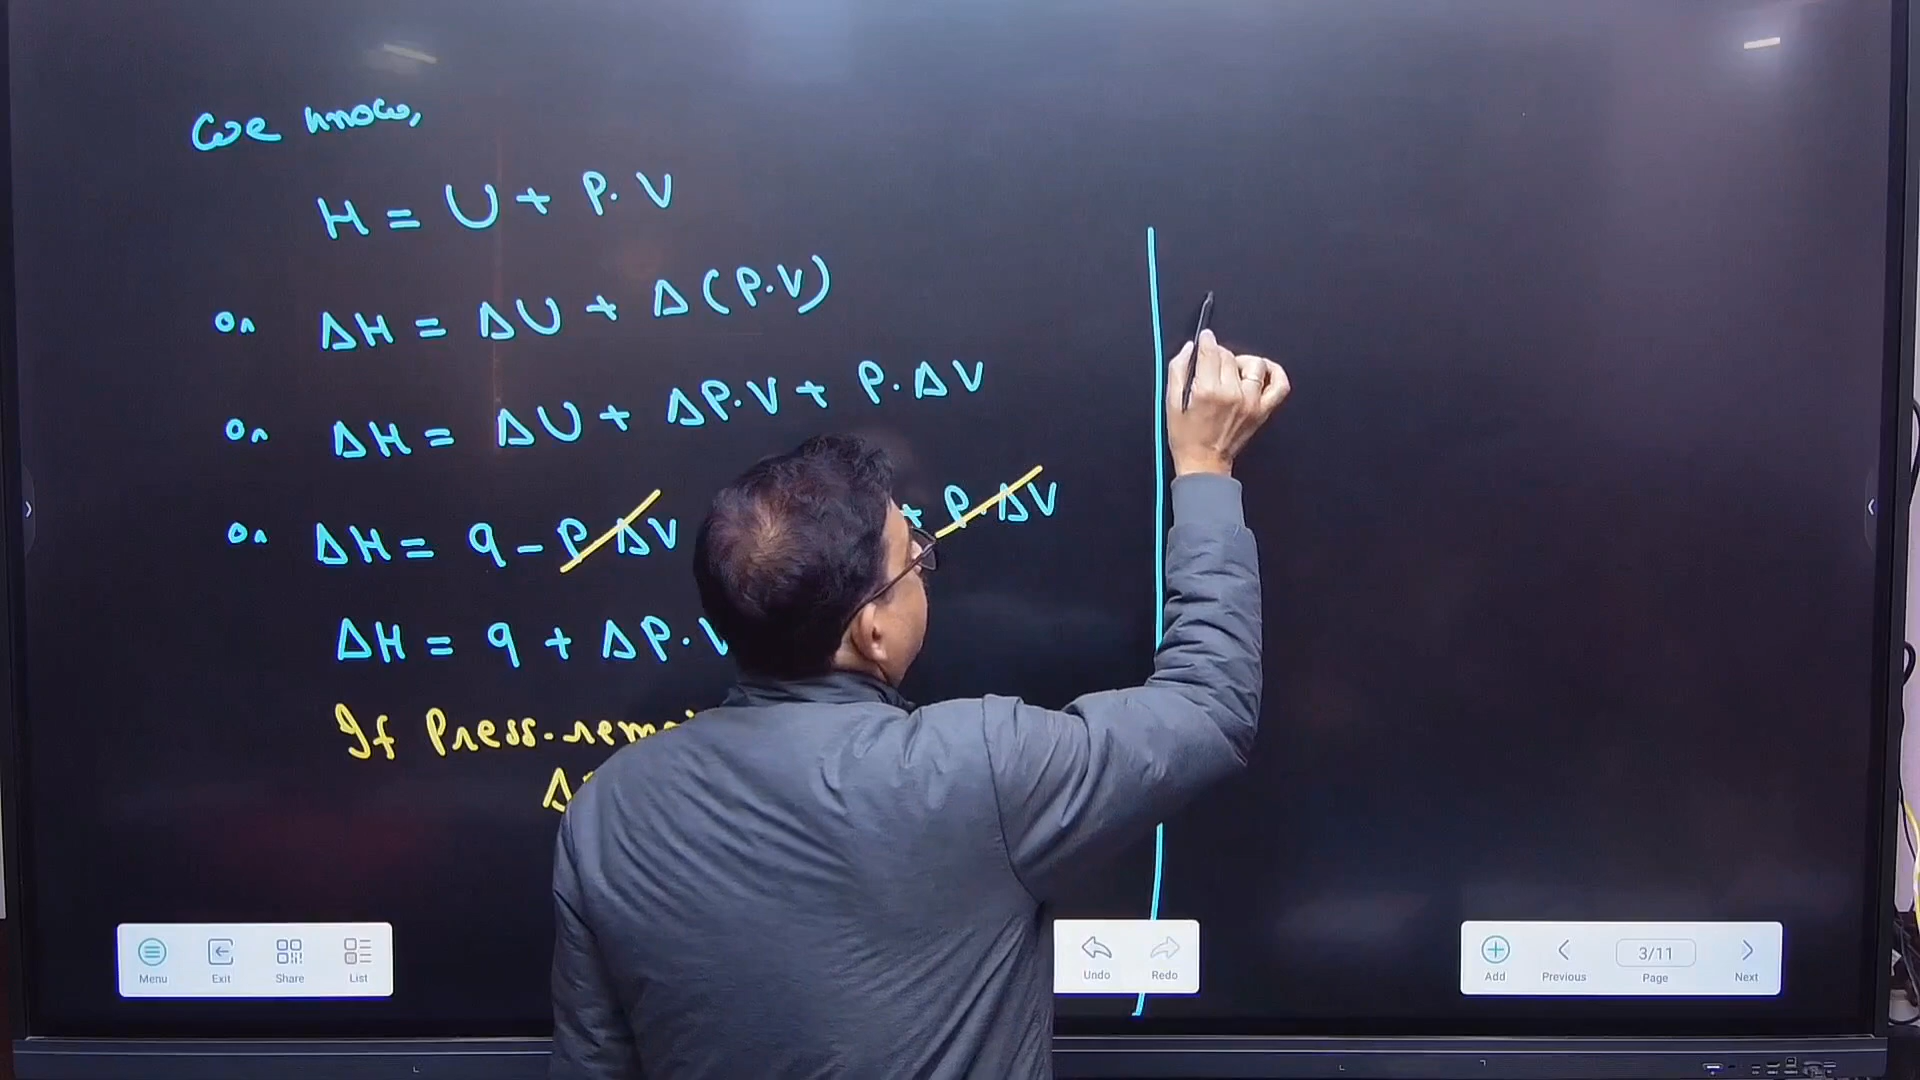 We know,
H = U + P.V
Or ΔH = ΔU + Δ(P.V)
Or ΔH = ΔU + ΔP.V + P.ΔV
Or ΔH = q - P.ΔV + P.ΔV
ΔH = q + ΔP.V
If Press.
Menu
Exit
Share
List
Undo
Redo
Add
Previous
3/11
Page
Next